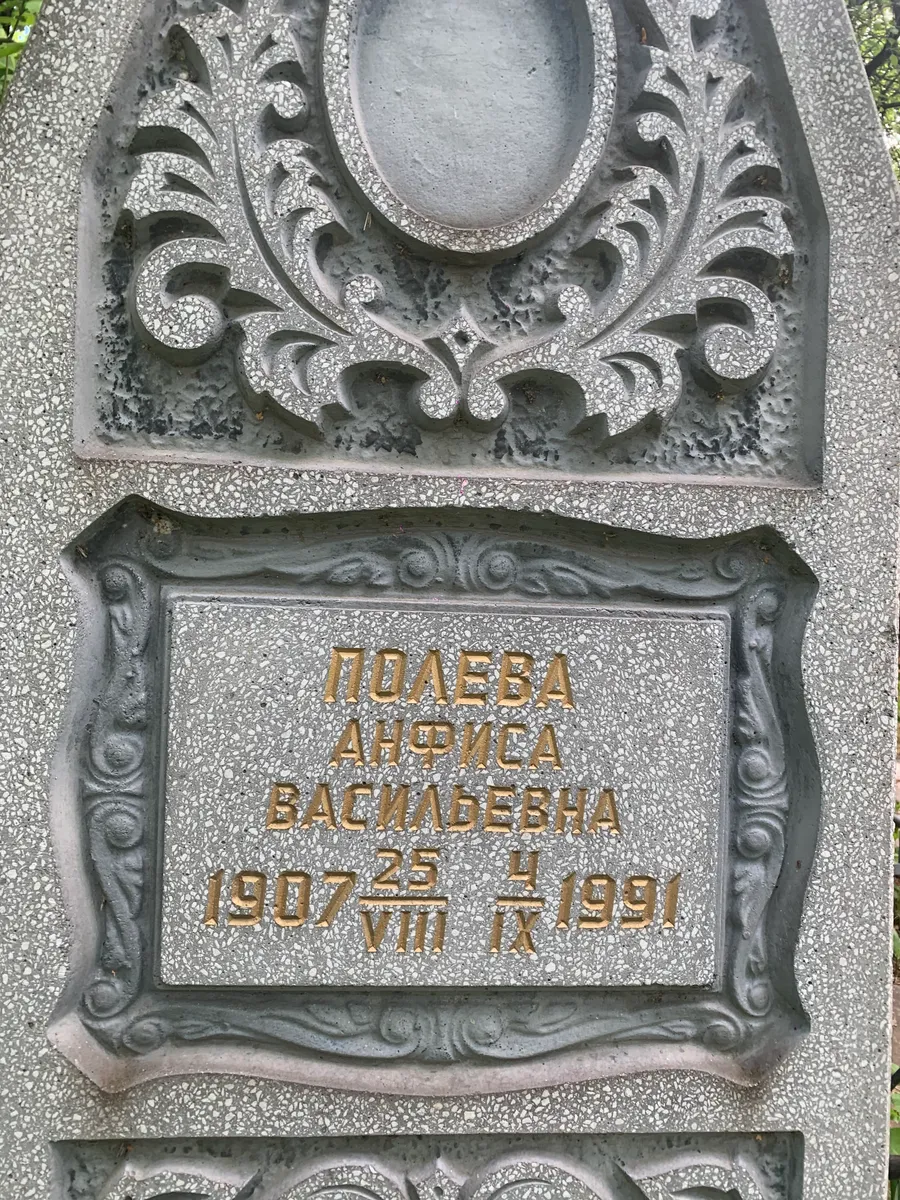 ПОЛЕВА
АНФИСА
ВАСИЛЬЕВНА
1907 25/VIII 4/IX 1991